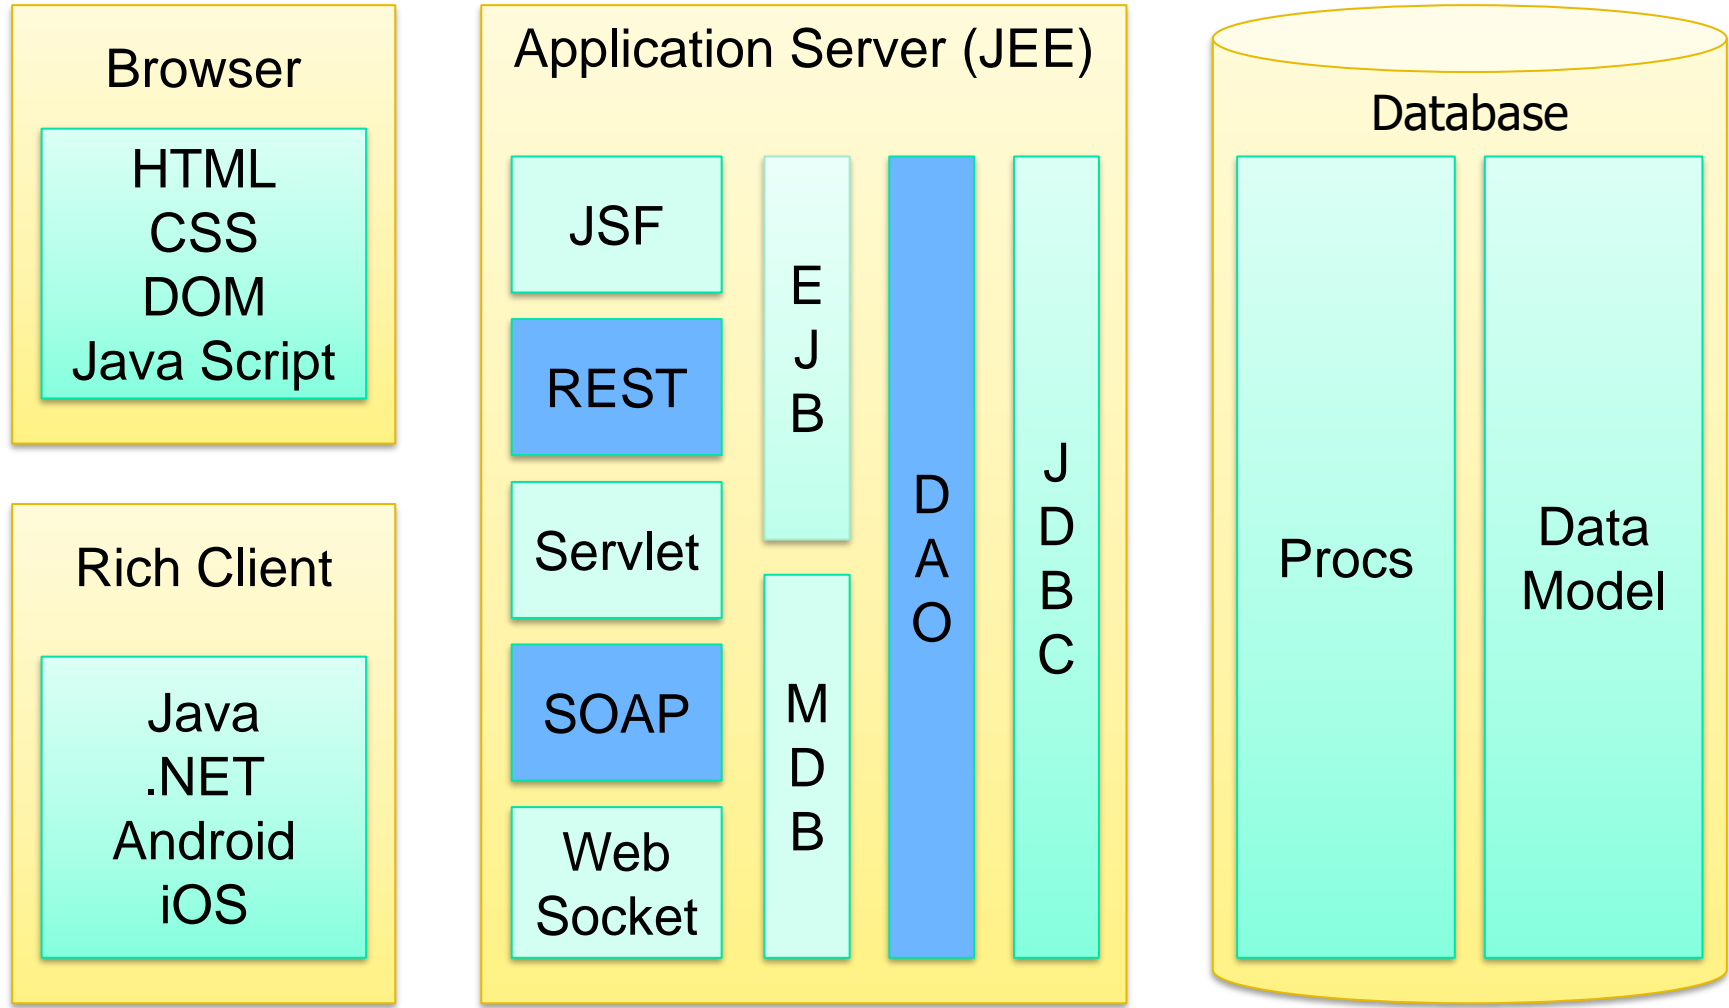 Browser
HTML
CSS
DOM
Java Script
Rich Client
Java
.NET
Android
iOS
Application Server (JEE)
JSF
REST
Servlet
SOAP
Web
Socket
E
J
B
M
D
B
D
A
O
J
D
B
C
Database
Procs
Data
Model